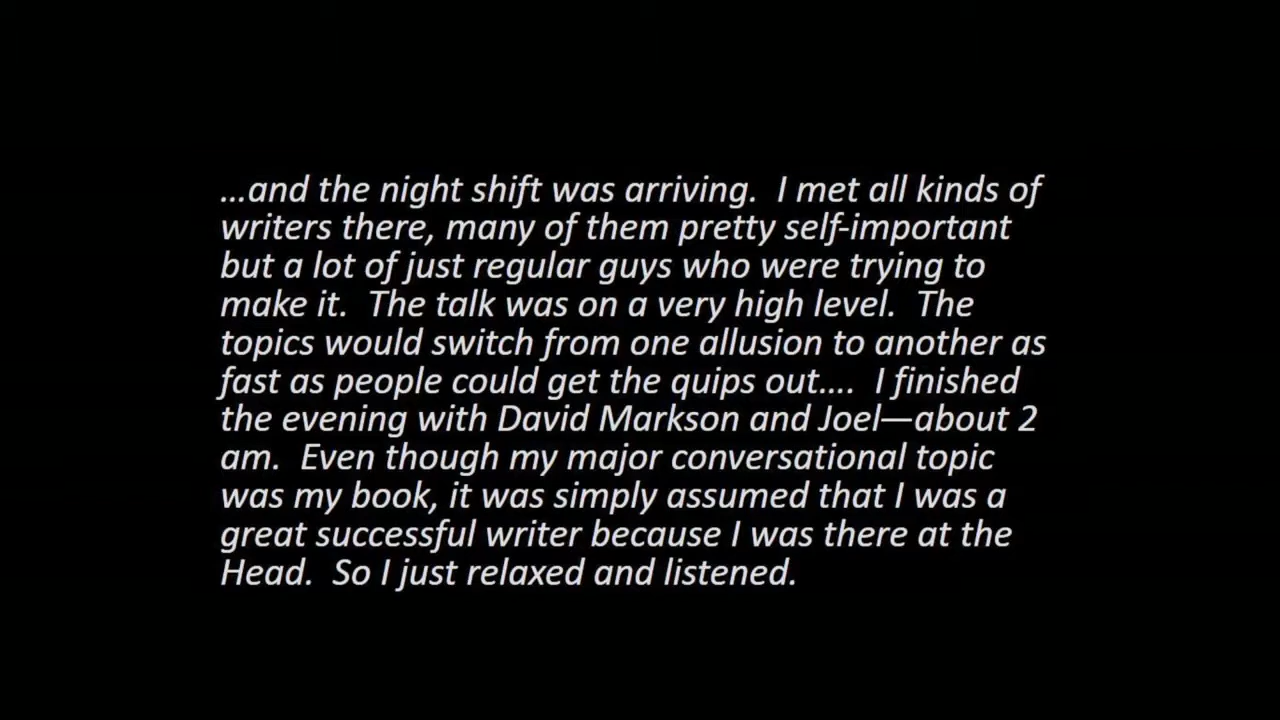 …and the night shift was arriving.  I met all kinds of
writers there, many of them pretty self-important
but a lot of just regular guys who were trying to
make it.  The talk was on a very high level.  The
topics would switch from one allusion to another as
fast as people could get the quips out….  I finished
the evening with David Markson and Joel—about 2
am.  Even though my major conversational topic
was my book, it was simply assumed that I was a
great successful writer because I was there at the
Head.  So I just relaxed and listened.